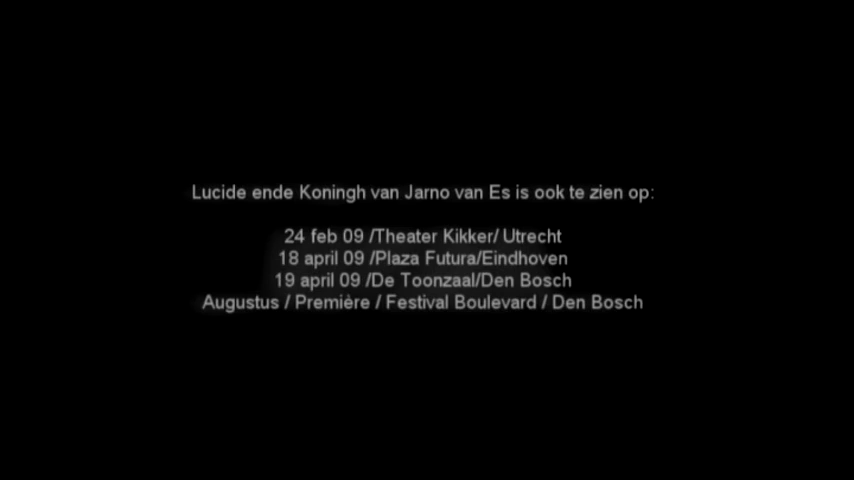 Lucide ende Koningh van Jarno van Es is ook te zien op:
24 feb 09 /Theater Kikker/ Utrecht
18 april 09 /Plaza Futura/Eindhoven
19 april 09 /De Toonzaal/Den Bosch
Augustus / Première / Festival Boulevard / Den Bosch